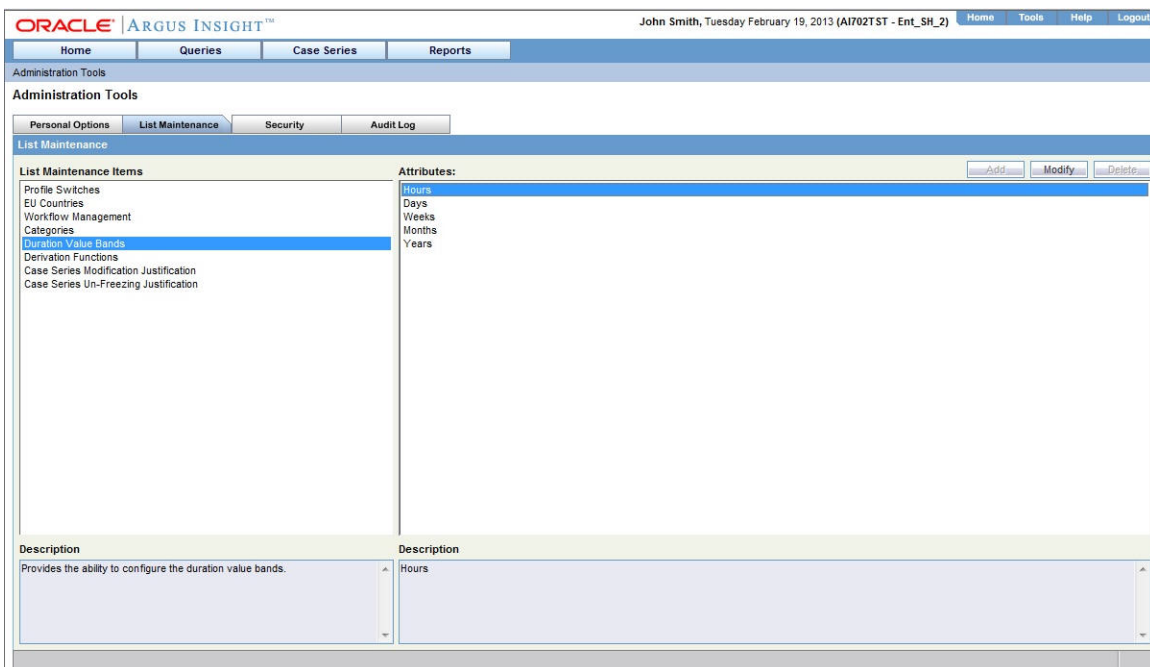 ORACLE | ARGUS INSIGHT™
John Smith, Tuesday February 19, 2013 (AI702TST - Ent_SH_2)
Home Tools Help Logout
Home Queries Case Series Reports
Administration Tools
Administration Tools
Personal Options List Maintenance Security Audit Log
List Maintenance
List Maintenance Items
Profile Switches
EU Countries
Workflow Management
Categories
Duration Value Bands
Derivation Functions
Case Series Modification Justification
Case Series Un-Freezing Justification
Attributes:
Add Modify Delete
Hours
Days
Weeks
Months
Years
Description
Provides the ability to configure the duration value bands.
Description
Hours